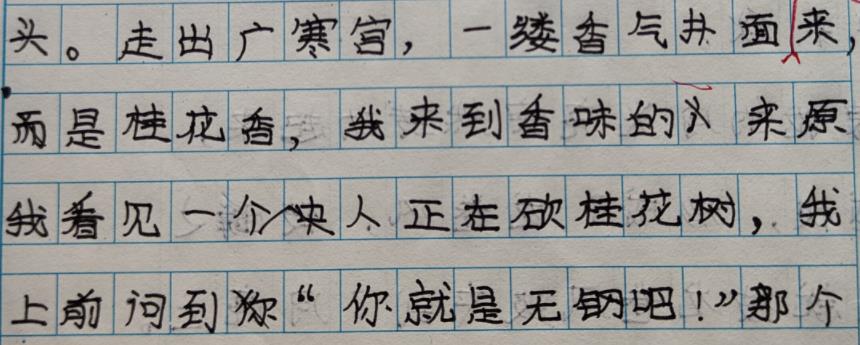 头。走出广寒宫，一缕香气扑面来，
而是桂花香，我来到香味的来原
我看见一个人正在砍桂花树，我
上前问到你“你就是无钢吧！”那个